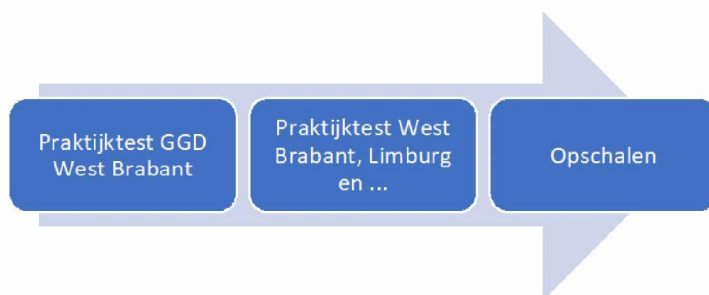 Praktijktest GGD
West Brabant
Praktijktest West
Brabant, Limburg
en ...
Opschalen